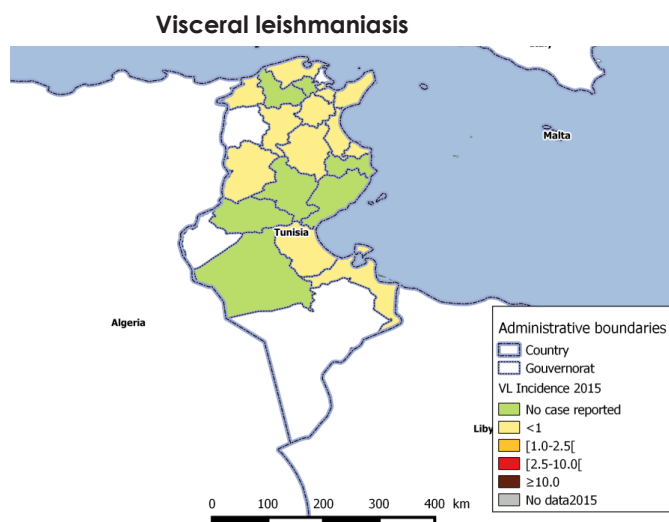 Visceral leishmaniasis
Malta
Tunisia
Algeria
Administrative boundaries
Country
Gouvernorat
VL Incidence 2015
No case reported
<1
[1.0-2.5[
[2.5-10.0[
≥10.0
No data2015
0 100 200 300 400 km